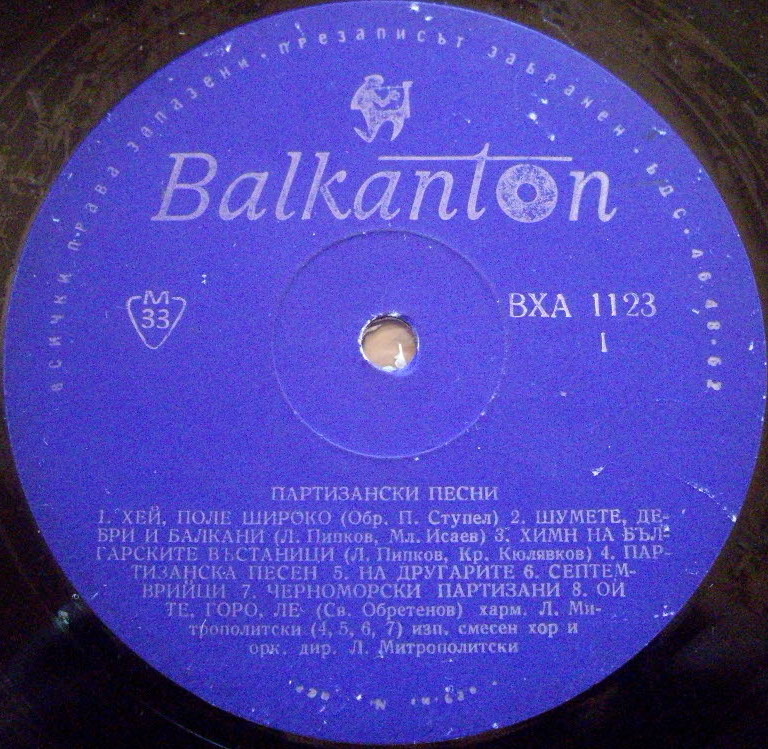 всички права запазени · презаписът забранен · БДС · 4648-62
Balkanton
М
33
ВХА 1123
I
ПАРТИЗАНСКИ ПЕСНИ
1. ХЕЙ, ПОЛЕ ШИРОКО (Обр. П. Ступел) 2. ШУМЕТЕ, ДЕ-
БРИ И БАЛКАНИ (Л. Пипков, Мл. Исаев) 3. ХИМН НА БЪЛ-
ГАРСКИТЕ ВЪСТАНИЦИ (Л. Пипков, Кр. Кюлявков) 4. ПАР-
ТИЗАНСКА ПЕСЕН 5. НА ДРУГАРИТЕ 6. СЕПТЕМ-
ВРИЙЦИ 7. ЧЕРНОМОРСКИ ПАРТИЗАНИ 8. ОЙ
ТЕ, ГОРО, ЛЕ- (Св. Обретенов) харм. Л. Ми-
трополитски (4, 5, 6, 7) изп. смесен хор и
орк. дир. Л. Митрополитски